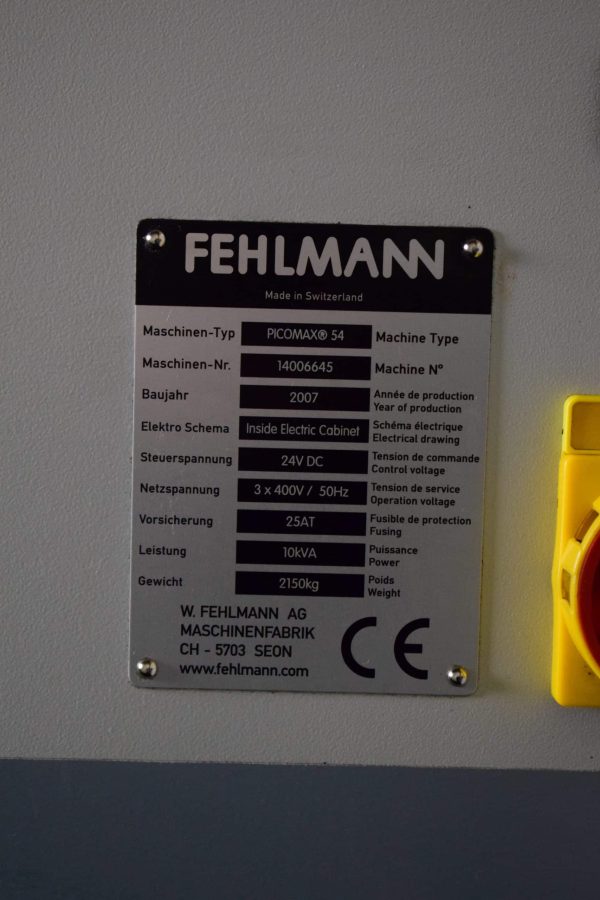 FEHLMANN
Made in Switzerland
Maschinen-Typ PICOMAX® 54 Machine Type
Maschinen-Nr. 14006645 Machine N°
Baujahr 2007 Année de production
Year of production
Elektro Schema Inside Electric Cabinet Schéma électrique
Electrical drawing
Steuerspannung 24V DC Tension de commande
Control voltage
Netzspannung 3 x 400V / 50Hz Tension de service
Operation voltage
Vorsicherung 25AT Fusible de protection
Fusing
Leistung 10kVA Puissance
Power
Gewicht 2150kg Poids
Weight
W. FEHLMANN AG
MASCHINENFABRIK
CH - 5703 SEON
www.fehlmann.com
CE